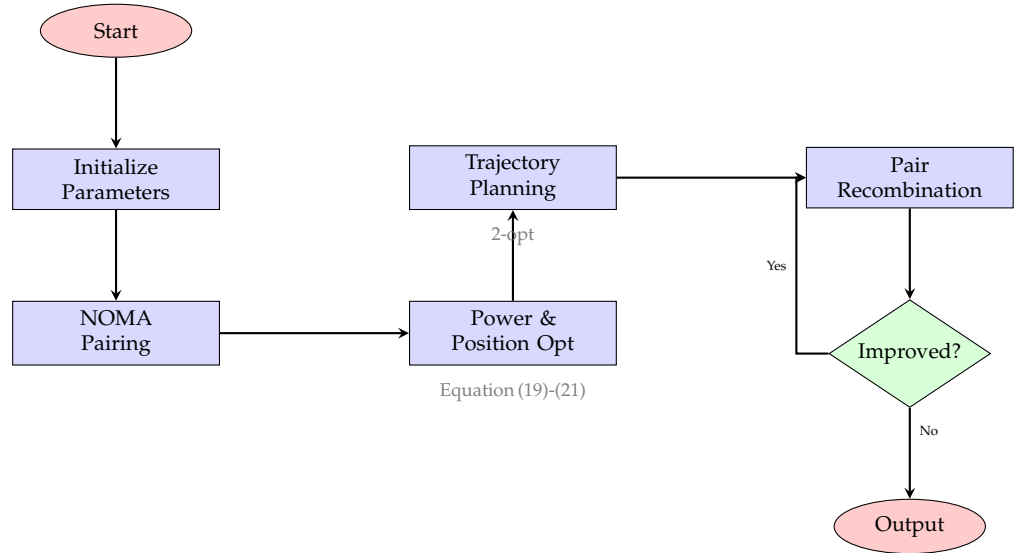 Start
Initialize
Parameters
NOMA
Pairing
Trajectory
Planning
2-opt
Power &
Position Opt
Equation (19)-(21)
Pair
Recombination
Yes
Improved?
No
Output